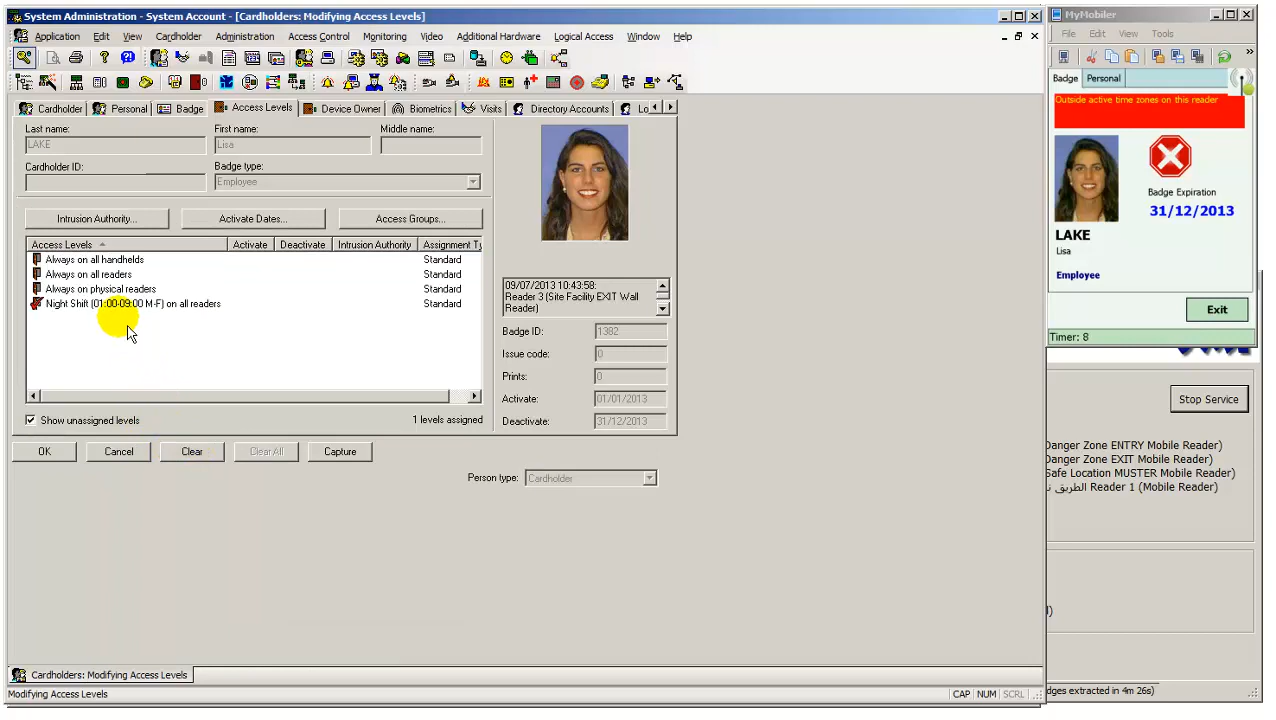 System Administration - System Account - [Cardholders: Modifying Access Levels]
Application Edit View Cardholder Administration Access Control Monitoring Video Additional Hardware Logical Access Window Help
Cardholder Personal Badge Access Levels Device Owner Biometrics Visits Directory Accounts Lo
Last name: First name: Middle name:
LAKE Lisa
Cardholder ID: Badge type:
Employee
Intrusion Authority... Activate Dates... Access Groups...
Access Levels Activate Deactivate Intrusion Authority Assignment Ty
Always on all handhelds Standard
Always on all readers Standard
Always on physical readers Standard
Night Shift (01:00-09:00 M-F) on all readers Standard
Show unassigned levels 1 levels assigned
09/07/2013 10:43:58:
Reader 3 (Site Facility EXIT Wall
Reader)
Badge ID: 1382
Issue code: 0
Prints: 0
Activate: 01/01/2013
Deactivate: 31/12/2013
OK Cancel Clear Clear All Capture
Person type: Cardholder
Cardholders: Modifying Access Levels
Modifying Access Levels CAP NUM SCRL
MyMobiler
File Edit View Tools
Badge Personal
Outside active time zones on this reader
Badge Expiration
31/12/2013
LAKE
Lisa
Employee
Exit
Timer: 8
Stop Service
Danger Zone ENTRY Mobile Reader)
Danger Zone EXIT Mobile Reader)
Safe Location MUSTER Mobile Reader)
الطريق Reader 1 (Mobile Reader)
dges extracted in 4m 26s)